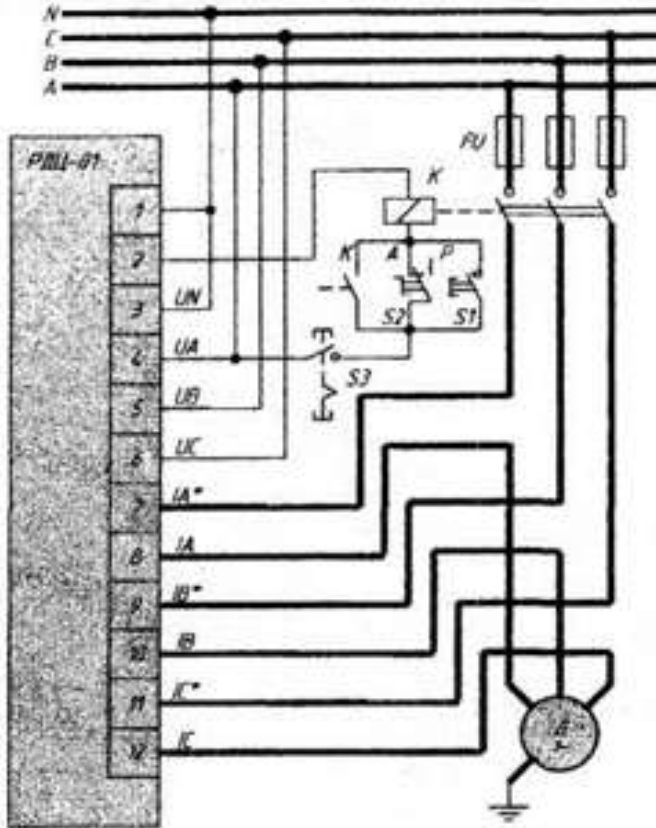 N
C
B
A
РДЦ-01
FU
K
1
2
K A P
3 UN
S2 S1
4 UA
S3
5 UB
6 UC
7 IA*
8 IA
9 IB*
10 IB
11 IC*
12 IC